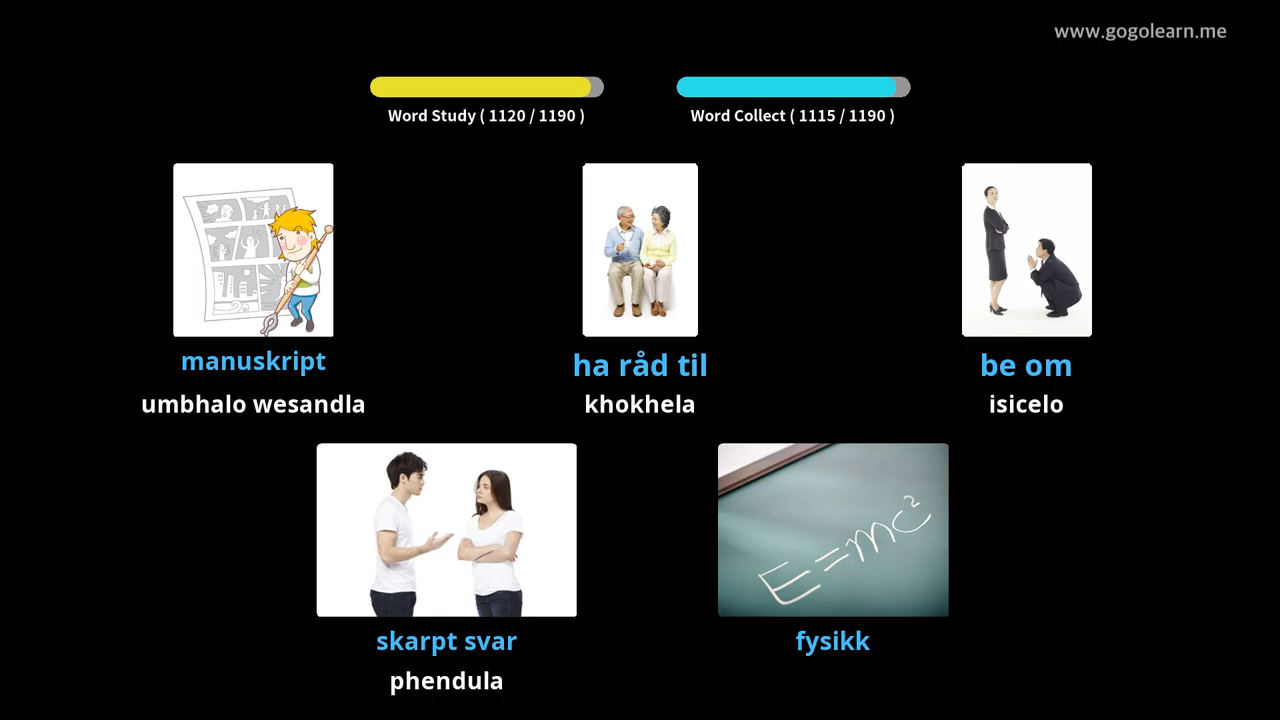 www.gogolearn.me
Word Study ( 1120 / 1190 )
Word Collect ( 1115 / 1190 )
manuskript
umbhalo wesandla
ha råd til
khokhela
be om
isicelo
skarpt svar
phendula
E=mc²
fysikk